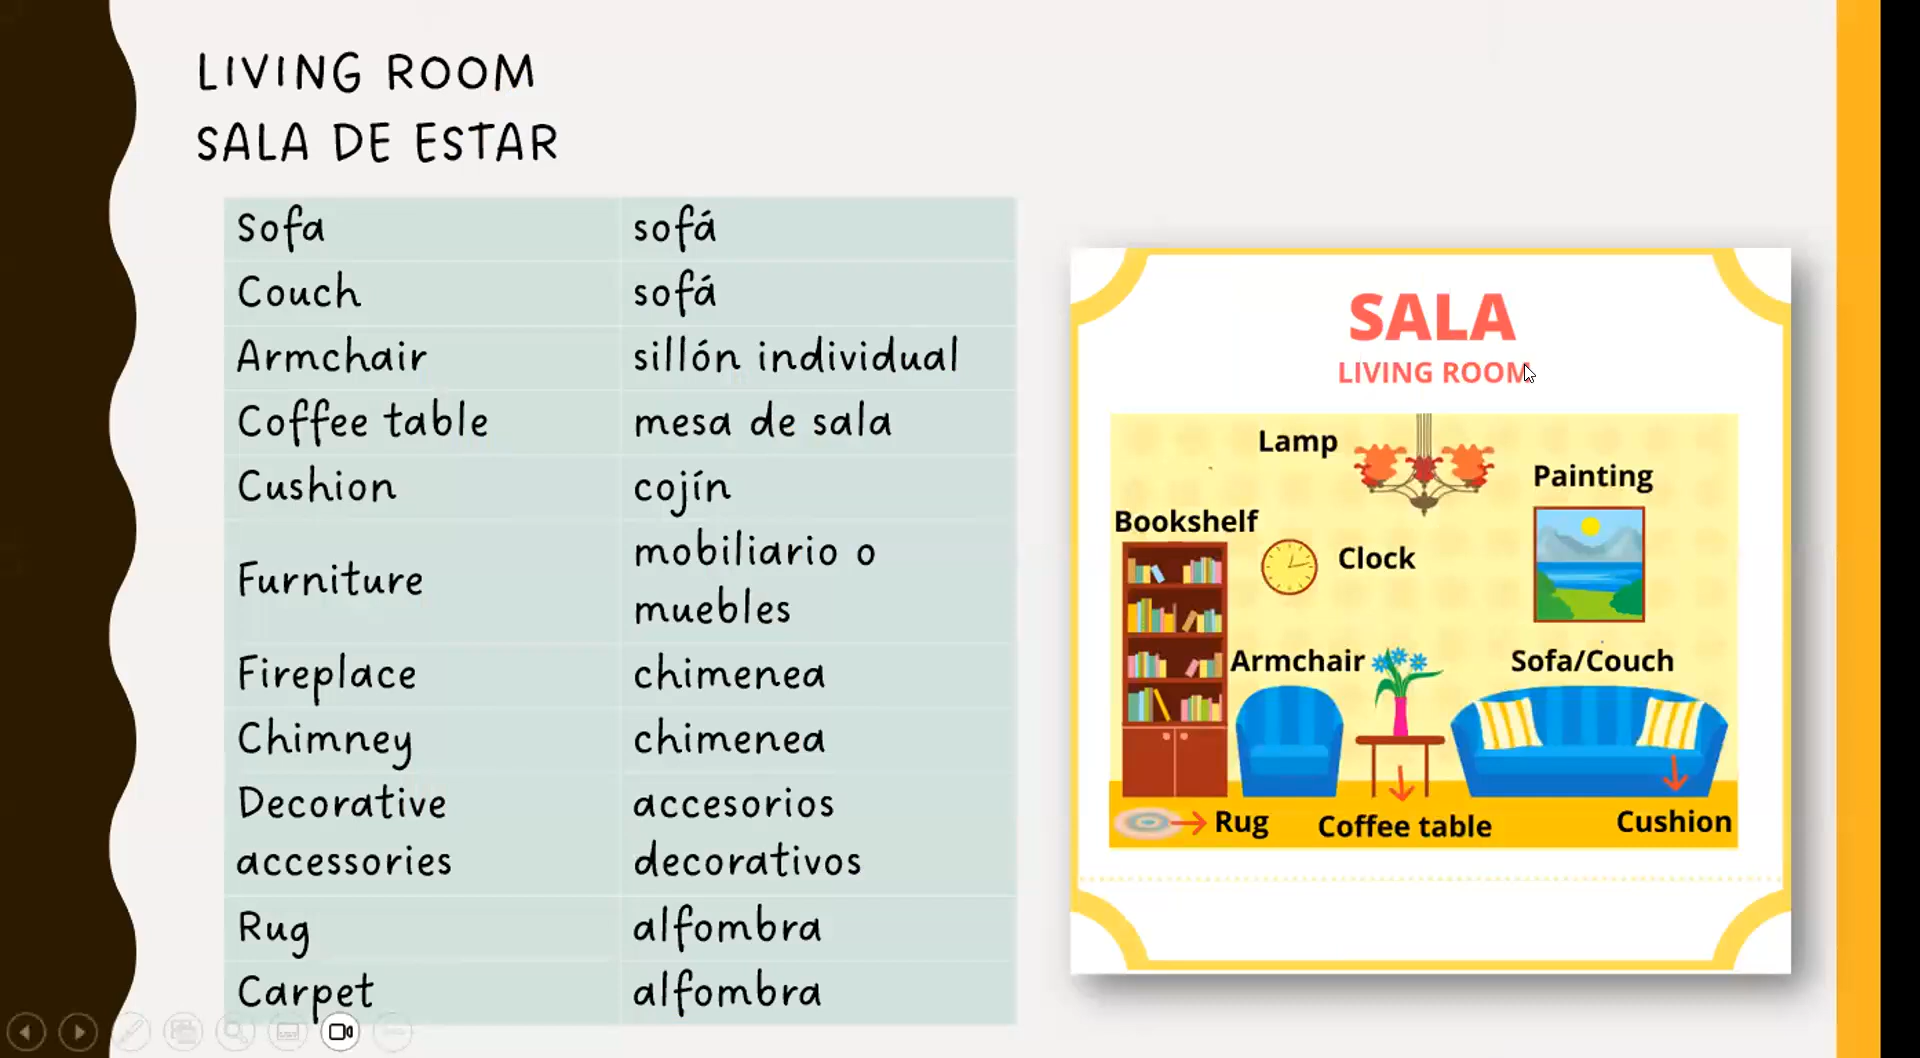 LIVING ROOM
SALA DE ESTAR
Sofa sofá
Couch sofá
Armchair sillón individual
Coffee table mesa de sala
Cushion cojín
Furniture mobiliario o
muebles
Fireplace chimenea
Chimney chimenea
Decorative accesorios
accessories decorativos
Rug alfombra
Carpet alfombra
SALA
LIVING ROOM
Lamp
Painting
Bookshelf
Clock
Armchair
Sofa/Couch
Rug
Coffee table
Cushion